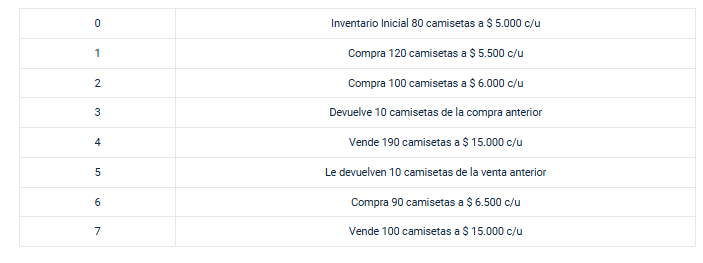 0 Inventario Inicial 80 camisetas a $ 5.000 c/u
1 Compra 120 camisetas a $ 5.500 c/u
2 Compra 100 camisetas a $ 6.000 c/u
3 Devuelve 10 camisetas de la compra anterior
4 Vende 190 camisetas a $ 15.000 c/u
5 Le devuelven 10 camisetas de la venta anterior
6 Compra 90 camisetas a $ 6.500 c/u
7 Vende 100 camisetas a $ 15.000 c/u